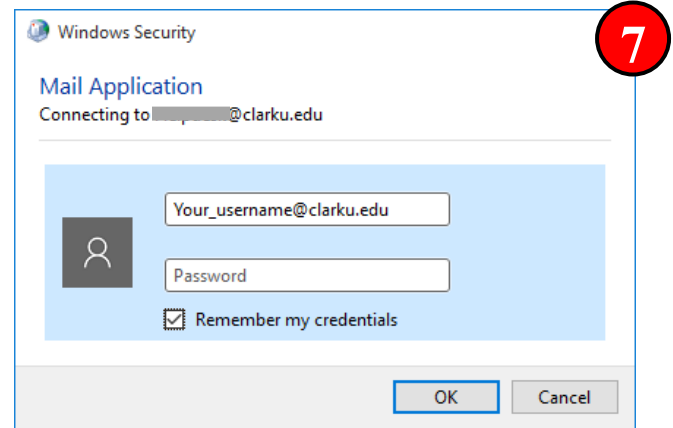 Windows Security
7
Mail Application
Connecting to @clarku.edu
Your_username@clarku.edu
Password
Remember my credentials
OK Cancel